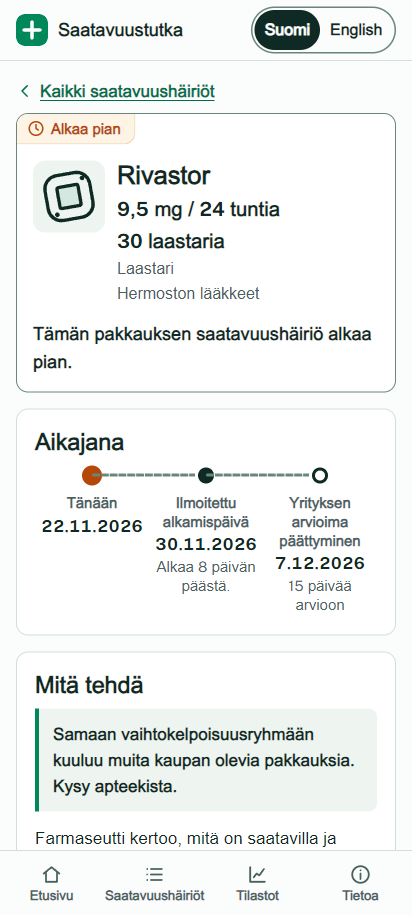 Saatavuustutka
Suomi
English
Kaikki saatavuushäiriöt
Alkaa pian
Rivastor
9,5 mg / 24 tuntia
30 laastaria
Laastari
Hermoston lääkkeet
Tämän pakkauksen saatavuushäiriö alkaa
pian.
Aikajana
Tänään
22.11.2026
Ilmoitettu
alkamispäivä
30.11.2026
Alkaa 8 päivän
päästä.
Yrityksen
arvioima
päättyminen
7.12.2026
15 päivää
arvioon
Mitä tehdä
Samaan vaihtokelpoisuusryhmään
kuuluu muita kaupan olevia pakkauksia.
Kysy apteekista.
Farmaseutti kertoo, mitä on saatavilla ja
Etusivu
Saatavuushäiriöt
Tilastot
Tietoa